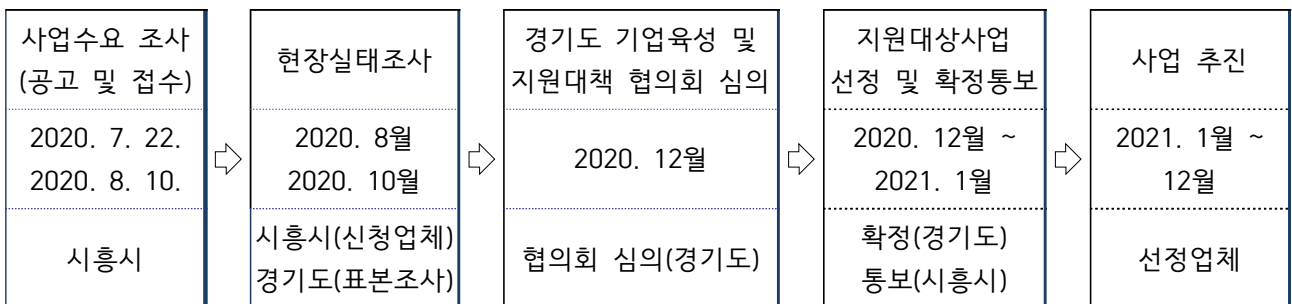 사업수요 조사
(공고 및 접수)
2020. 7. 22.
2020. 8. 10.
시흥시
현장실태조사
2020. 8월
2020. 10월
시흥시(신청업체)
경기도(표본조사)
경기도 기업육성 및
지원대책 협의회 심의
2020. 12월
협의회 심의(경기도)
지원대상사업
선정 및 확정통보
2020. 12월 ~
2021. 1월
확정(경기도)
통보(시흥시)
사업 추진
2021. 1월 ~
12월
선정업체